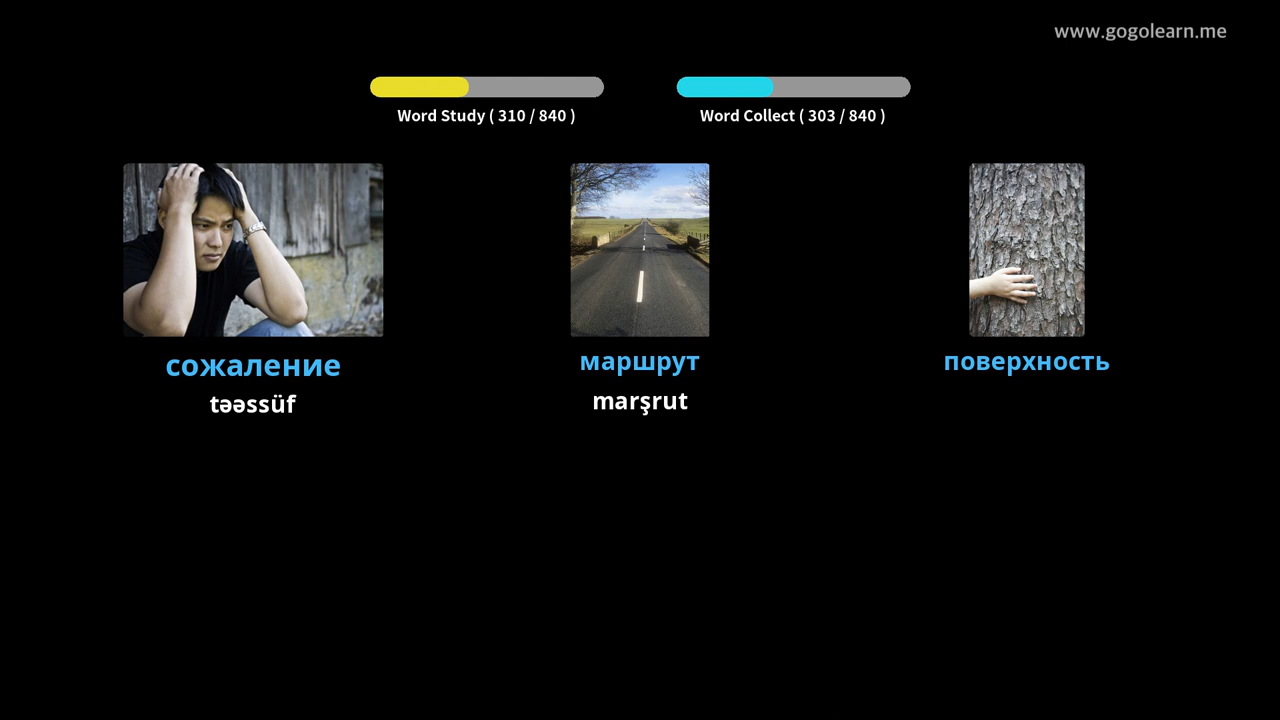 www.gogolearn.me
Word Study ( 310 / 840 )
Word Collect ( 303 / 840 )
сожаление
təəssüf
маршрут
marşrut
поверхность